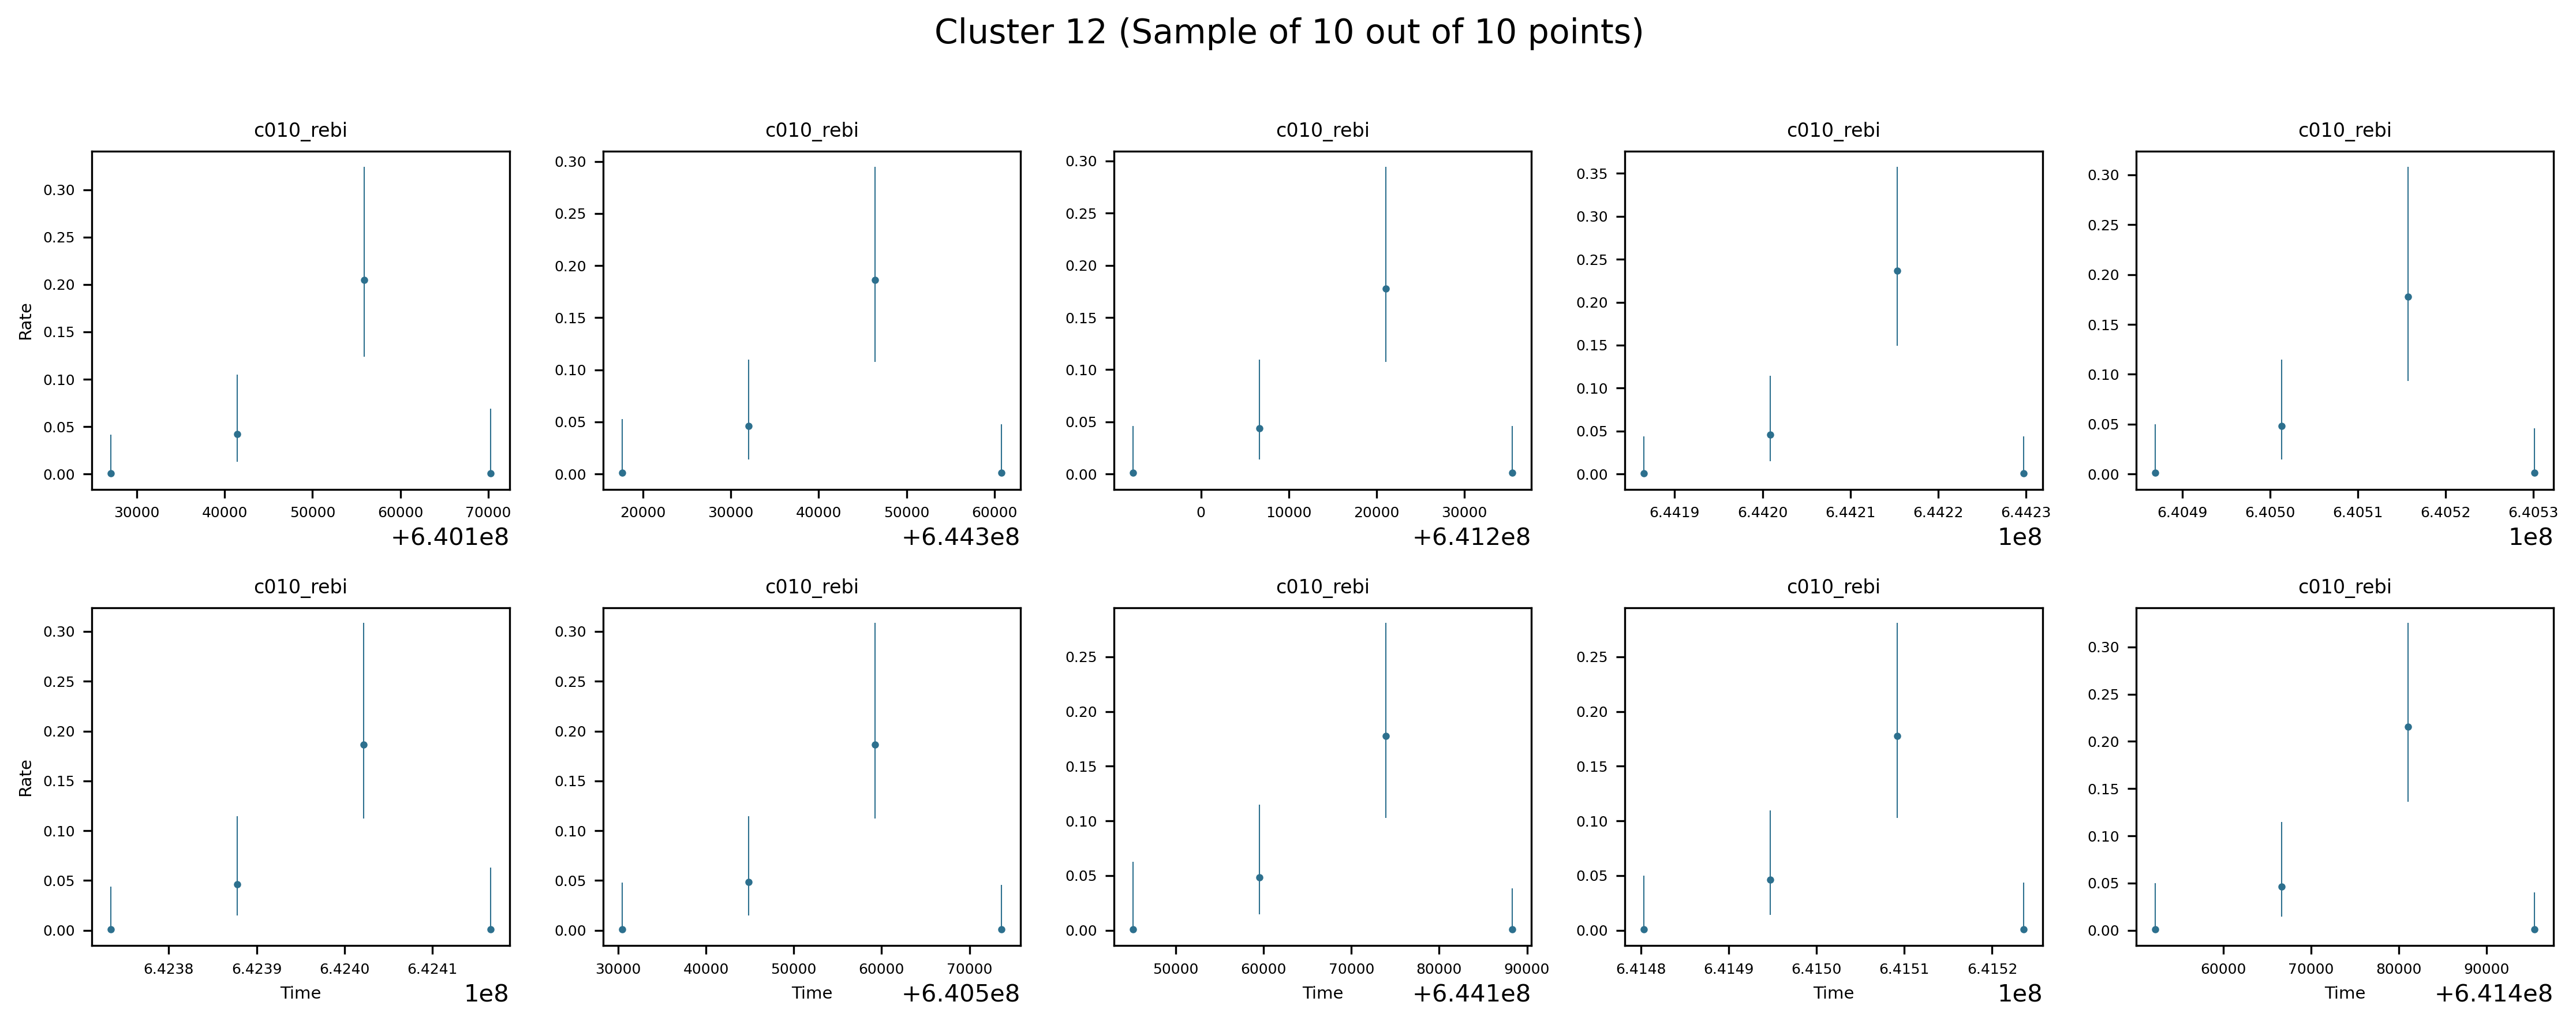 Cluster 12 (Sample of 10 out of 10 points)
c010_rebi c010_rebi c010_rebi c010_rebi c010_rebi
Rate
0.30 0.25 0.20 0.15 0.10 0.05 0.00
0.30 0.25 0.20 0.15 0.10 0.05 0.00
0.30 0.25 0.20 0.15 0.10 0.05 0.00
0.35 0.30 0.25 0.20 0.15 0.10 0.05 0.00
0.30 0.25 0.20 0.15 0.10 0.05 0.00
30000 40000 50000 60000 70000 20000 30000 40000 50000 60000 0 10000 20000 30000 6.4419 6.4420 6.4421 6.4422 6.4423 6.4049 6.4050 6.4051 6.4052 6.4053
+6.401e8 +6.443e8 +6.412e8 1e8 1e8
c010_rebi c010_rebi c010_rebi c010_rebi c010_rebi
Rate
0.30 0.25 0.20 0.15 0.10 0.05 0.00
0.30 0.25 0.20 0.15 0.10 0.05 0.00
0.25 0.20 0.15 0.10 0.05 0.00
0.25 0.20 0.15 0.10 0.05 0.00
0.30 0.25 0.20 0.15 0.10 0.05 0.00
6.4238 6.4239 6.4240 6.4241 30000 40000 50000 60000 70000 50000 60000 70000 80000 90000 6.4148 6.4149 6.4150 6.4151 6.4152 60000 70000 80000 90000
Time 1e8 Time +6.405e8 Time +6.441e8 Time 1e8 Time +6.414e8